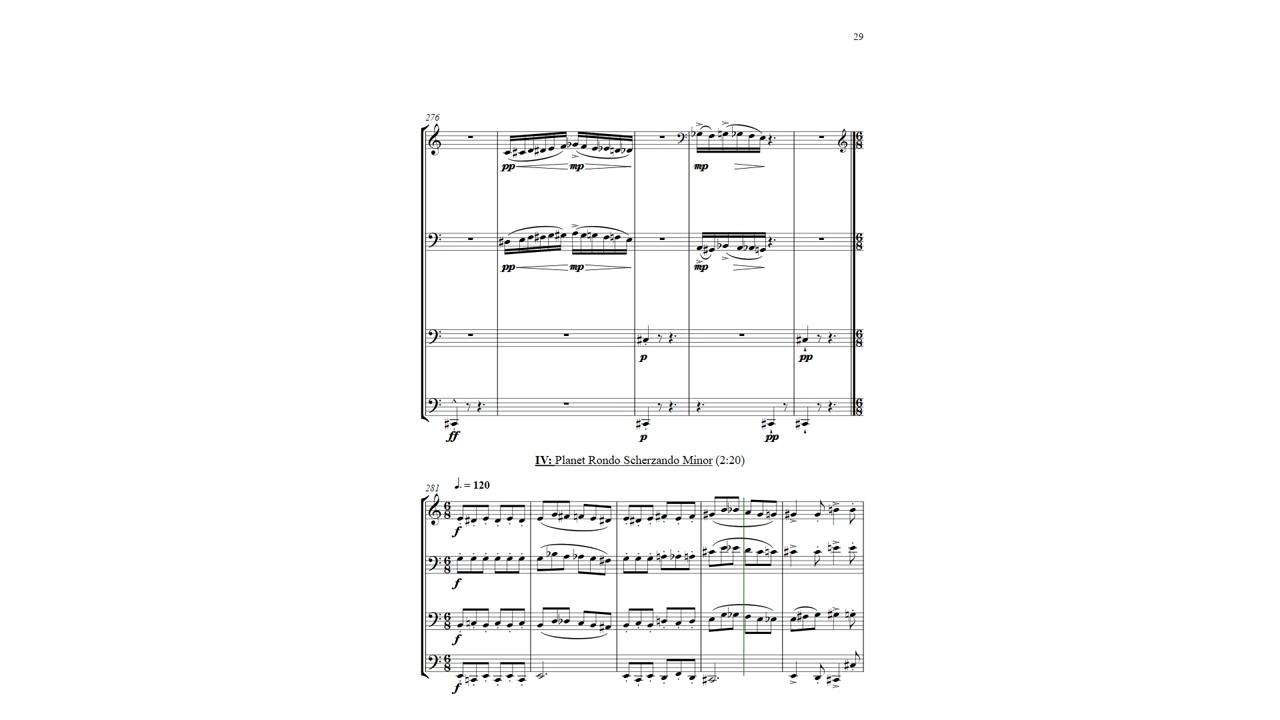 29
276
pp mp mp
pp mp mp
p pp
ff p pp
IV: Planet Rondo Scherzando Minor (2:20)
281 ♩. = 120
f
f
f
f